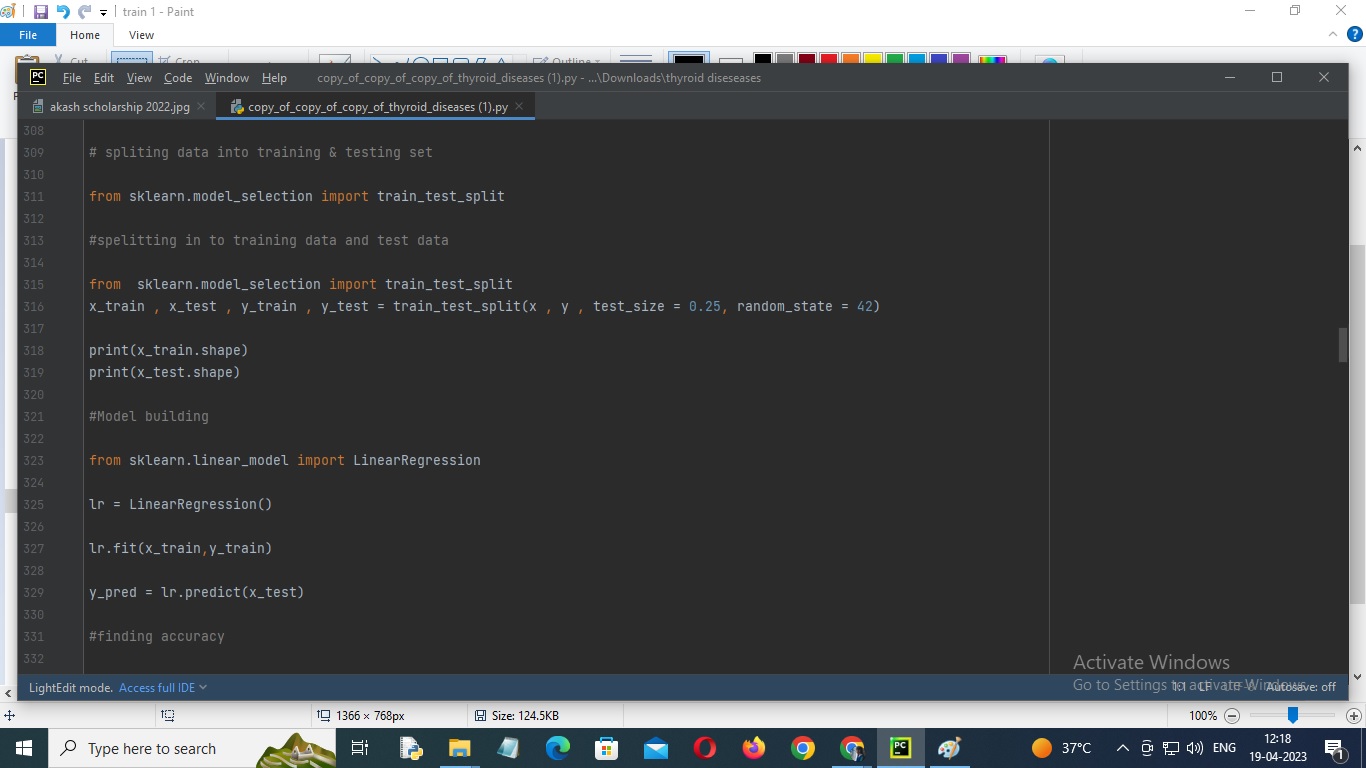 train 1 - Paint
File Home View
Cut Crop Outline
PC File Edit View Code Window Help copy_of_copy_of_copy_of_thyroid_diseases (1).py - ...\Downloads\thyroid diseseases
akash scholarship 2022.jpg copy_of_copy_of_copy_of_thyroid_diseases (1).py
308
309 # spliting data into training & testing set
310
311 from sklearn.model_selection import train_test_split
312
313 #spelitting in to training data and test data
314
315 from  sklearn.model_selection import train_test_split
316 x_train , x_test , y_train , y_test = train_test_split(x , y , test_size = 0.25, random_state = 42)
317
318 print(x_train.shape)
319 print(x_test.shape)
320
321 #Model building
322
323 from sklearn.linear_model import LinearRegression
324
325 lr = LinearRegression()
326
327 lr.fit(x_train,y_train)
328
329 y_pred = lr.predict(x_test)
330
331 #finding accuracy
332
Activate Windows
Go to Settings to activate Windows.
LightEdit mode. Access full IDE 1:1 LF UTF-8 Autosave: off
1366 × 768px Size: 124.5KB 100%
Type here to search PC 37°C ENG 12:18
19-04-2023 1